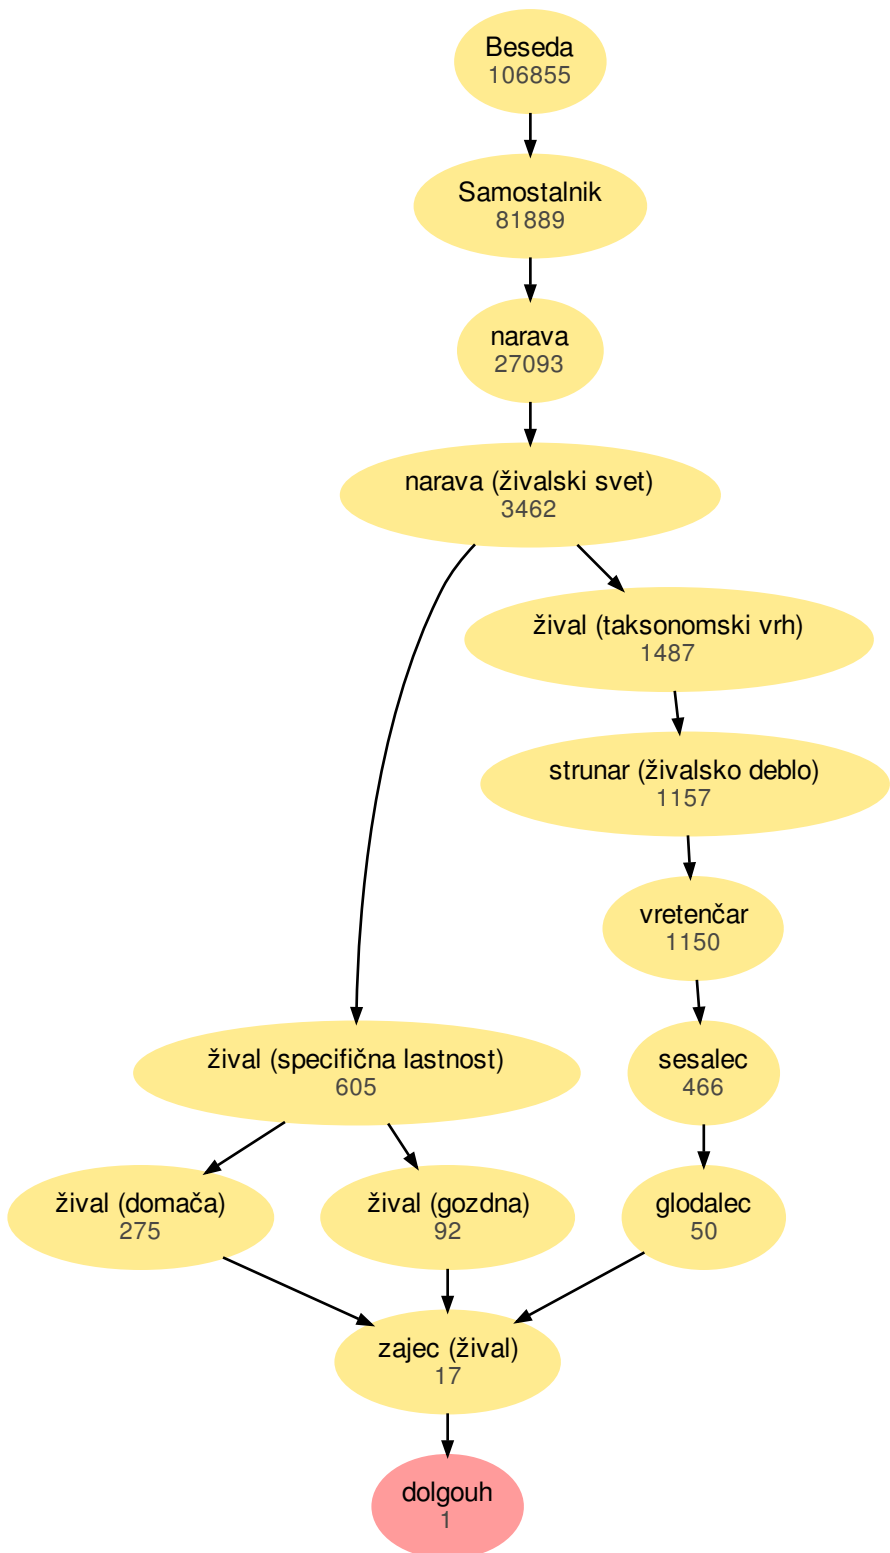 Beseda
106855
Samostalnik
81889
narava
27093
narava (živalski svet)
3462
žival (taksonomski vrh)
1487
strunar (živalsko deblo)
1157
vretenčar
1150
žival (specifična lastnost)
605
sesalec
466
žival (domača)
275
žival (gozdna)
92
glodalec
50
zajec (žival)
17
dolgouh
1